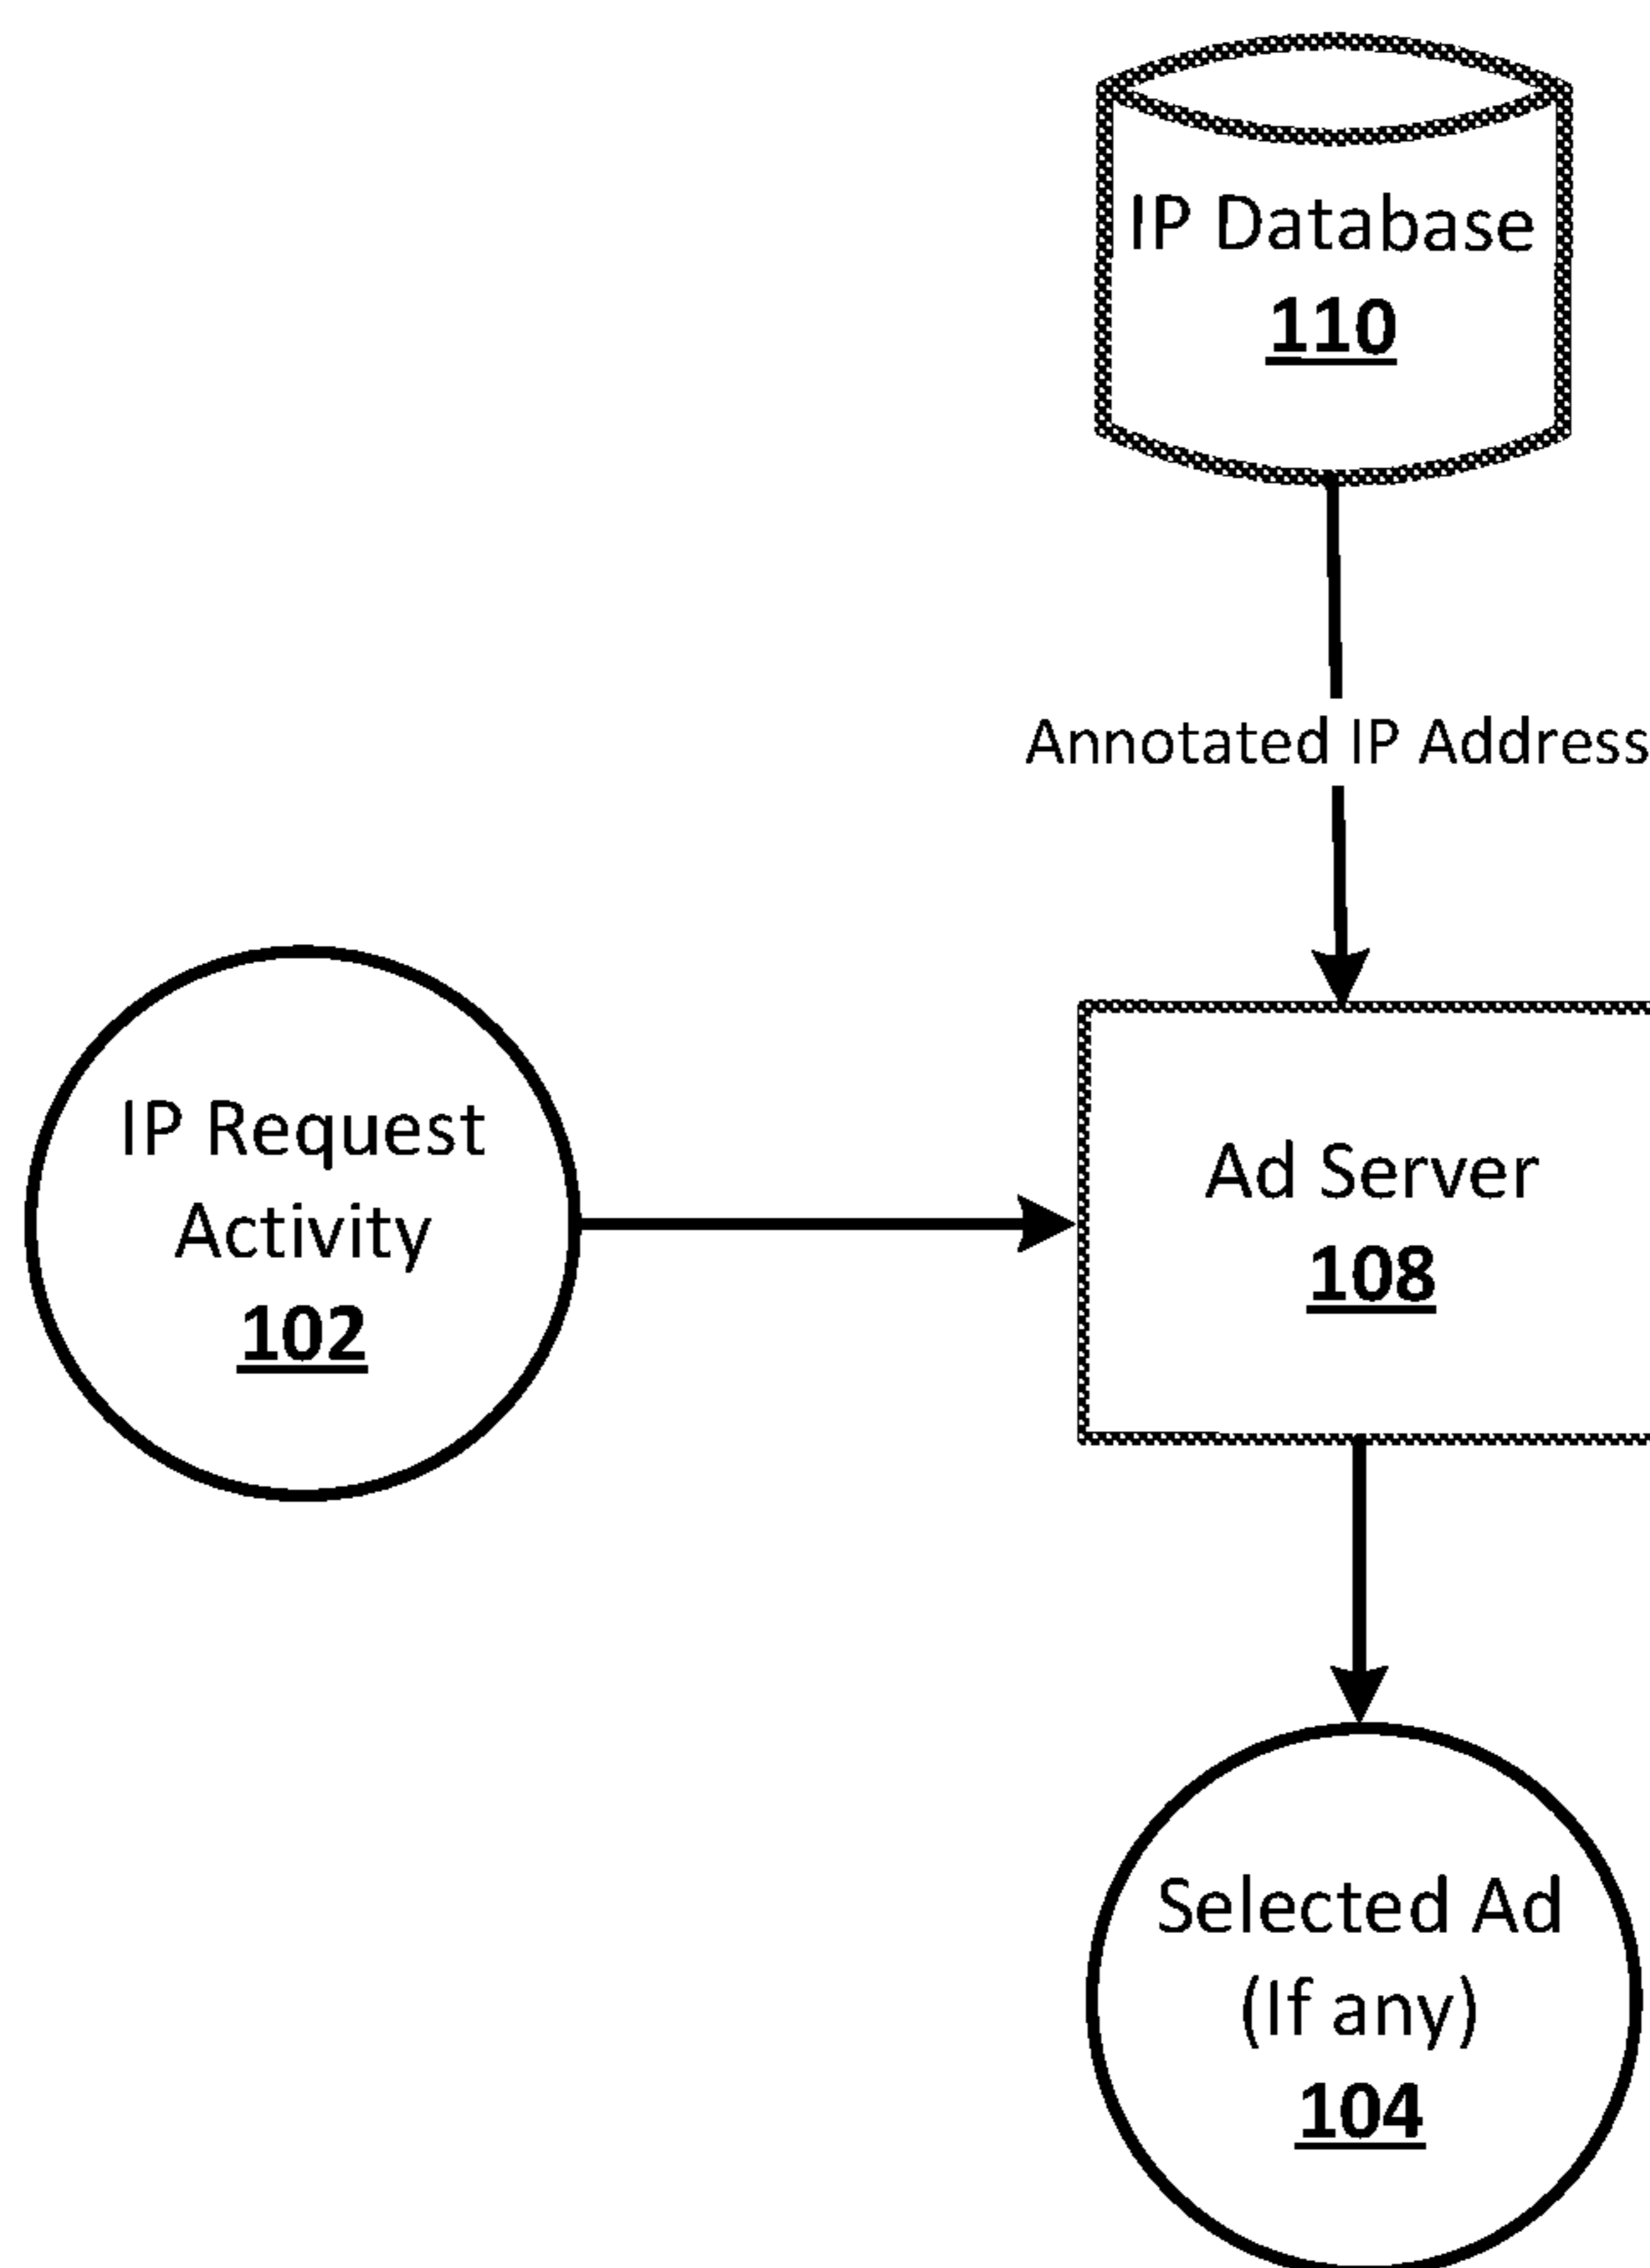 IP Database
110
Annotated IP Address
IP Request
Activity
102
Ad Server
108
Selected Ad
(If any)
104